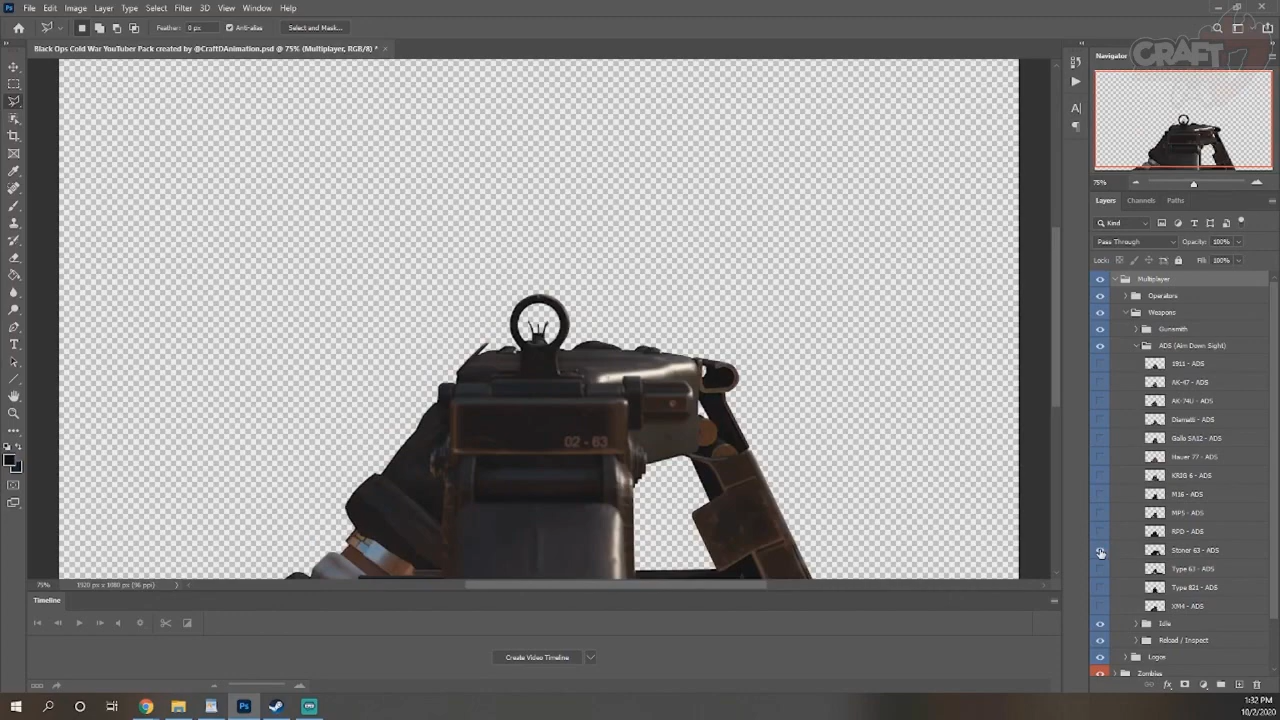 File Edit Image Layer Type Select Filter 3D View Window Help
Feather: 0 px Anti-alias Select and Mask...
Black Ops Cold War YouTuber Pack created by @CraftDAnimation.psd @ 75% (Multiplayer, RGB/8) *
CRAFT
Navigator
75%
Layers Channels Paths
Kind
Pass Through Opacity: 100%
Lock: Fill: 100%
Multiplayer
Operators
Weapons
Gunsmith
ADS (Aim Down Sight)
1911 - ADS
AK-47 - ADS
AK-74U - ADS
Diamatti - ADS
Gallo SA12 - ADS
Hauer 77 - ADS
KRIG 6 - ADS
M16 - ADS
MP5 - ADS
RPD - ADS
Stoner 63 - ADS
Type 63 - ADS
Type 821 - ADS
XM4 - ADS
Idle
Reload / Inspect
Logos
Zombies
02 - 63
75% 1920 px x 1080 px (96 ppi)
Timeline
Create Video Timeline
1:32 PM
10/2/2020